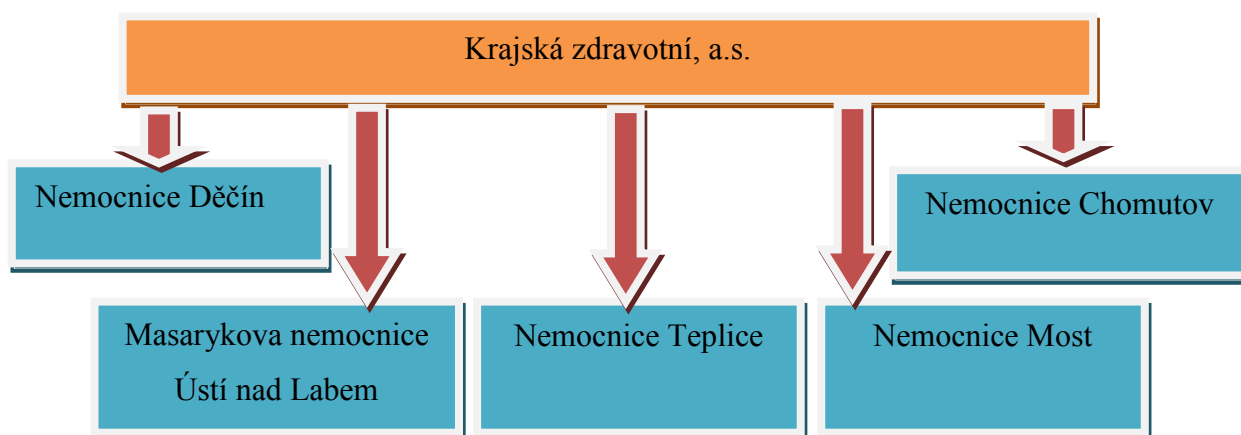 Krajská zdravotní, a.s.
Nemocnice Děčín
Nemocnice Chomutov
Masarykova nemocnice
Ústí nad Labem
Nemocnice Teplice
Nemocnice Most